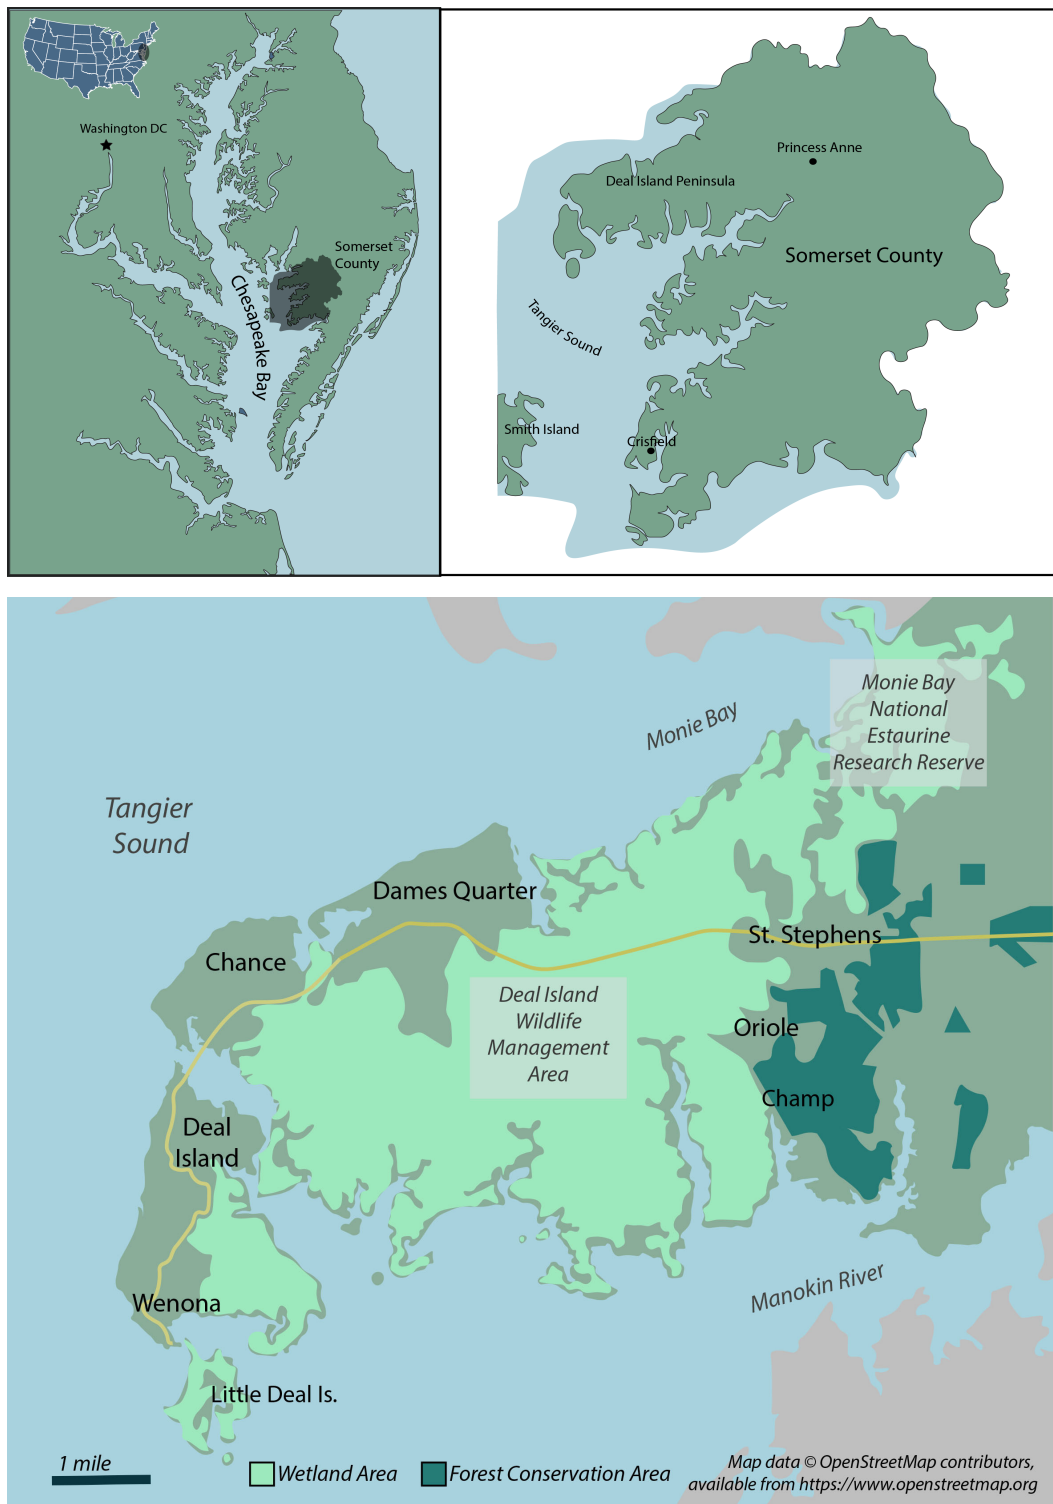 Washington DC
Somerset
County
Chesapeake Bay
Princess Anne
Deal Island Peninsula
Somerset County
Tangier Sound
Smith Island
Crisfield
Monie Bay
National
Estaurine
Research Reserve
Monie Bay
Tangier
Sound
Dames Quarter
St. Stephens
Chance
Deal Island
Wildlife
Management
Area
Oriole
Champ
Deal
Island
Manokin River
Wenona
Little Deal Is.
1 mile
Wetland Area
Forest Conservation Area
Map data © OpenStreetMap contributors,
available from https://www.openstreetmap.org